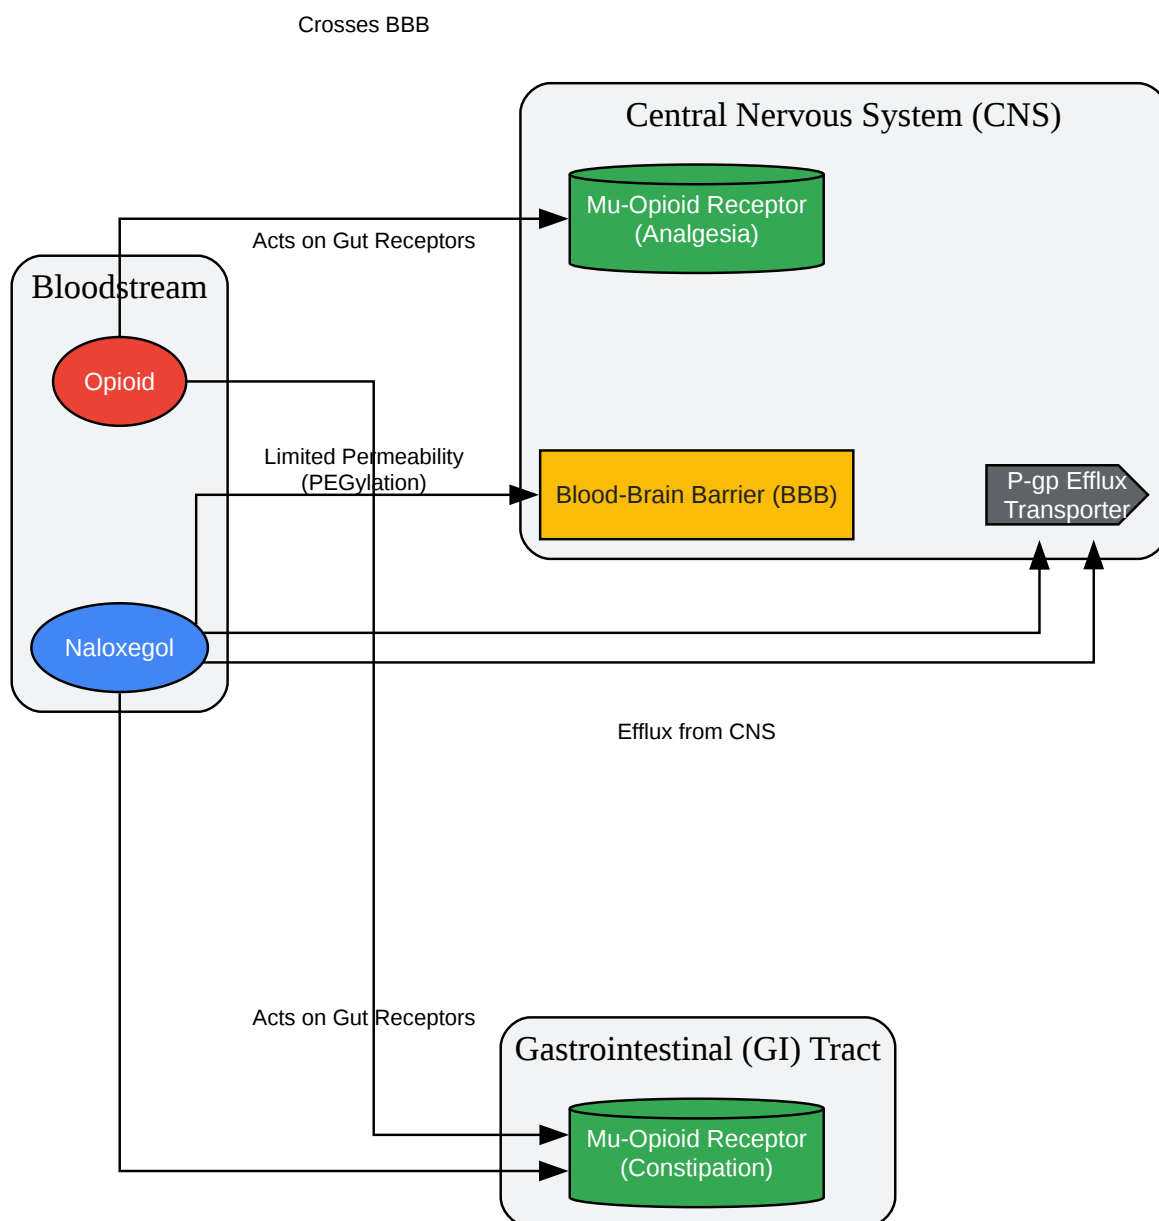 Crosses BBB
Central Nervous System (CNS)
Mu-Opioid Receptor
(Analgesia)
Acts on Gut Receptors
Bloodstream
Opioid
Limited Permeability
(PEGylation)
Blood-Brain Barrier (BBB)
P-gp Efflux
Transporter
Naloxegol
Efflux from CNS
Acts on Gut Receptors
Gastrointestinal (GI) Tract
Mu-Opioid Receptor
(Constipation)